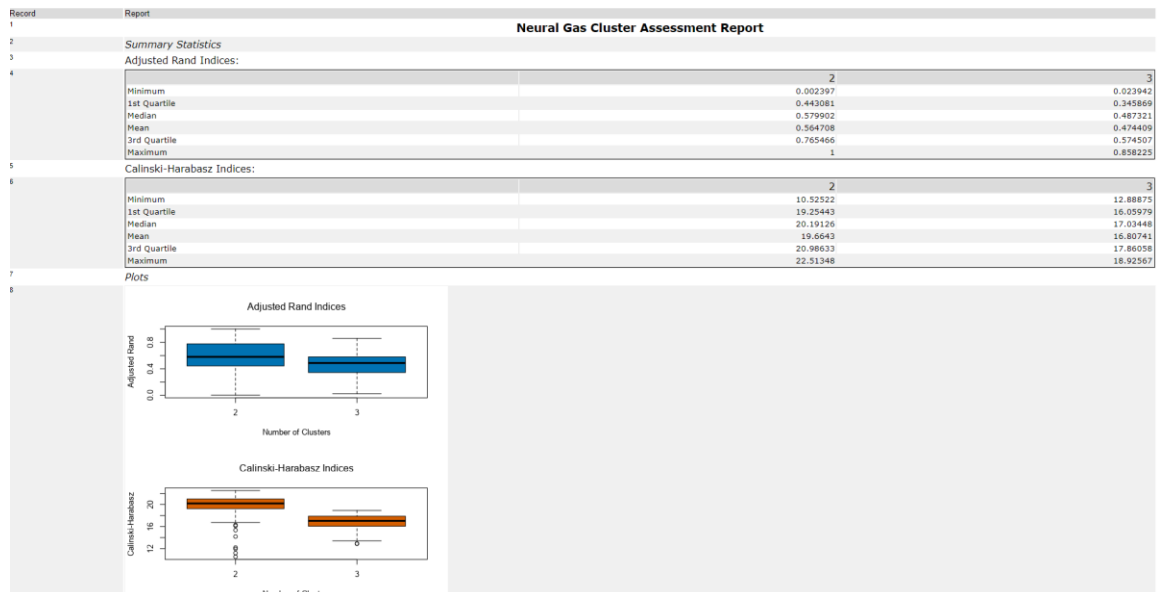 Record Report
1 Neural Gas Cluster Assessment Report
2 Summary Statistics
3 Adjusted Rand Indices:
4 2 3
Minimum 0.002397 0.023942
1st Quartile 0.443081 0.345869
Median 0.579902 0.487321
Mean 0.564708 0.474409
3rd Quartile 0.765466 0.574507
Maximum 1 0.858225
5 Calinski-Harabasz Indices:
6 2 3
Minimum 10.52522 12.88875
1st Quartile 19.25443 16.05979
Median 20.19126 17.03448
Mean 19.6643 16.80741
3rd Quartile 20.98633 17.86058
Maximum 22.51348 18.92567
7 Plots
8
Adjusted Rand Indices
Adjusted Rand
0.8
0.4
0.0
2 3
Number of Clusters
Calinski-Harabasz Indices
Calinski-Harabasz
20
16
12
2 3